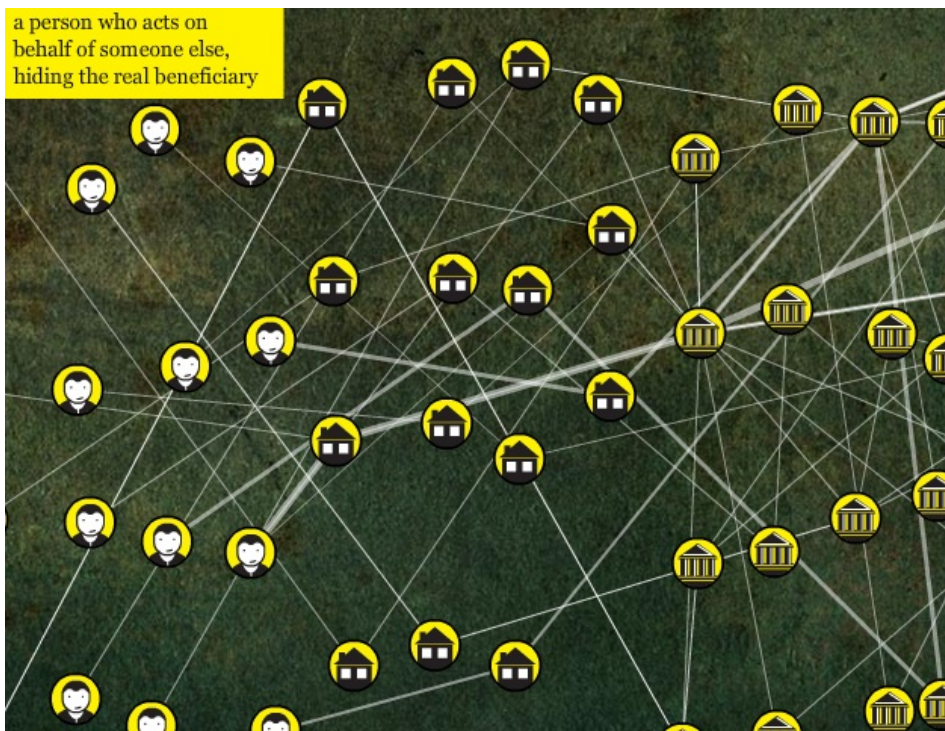 a person who acts on
behalf of someone else,
hiding the real beneficiary